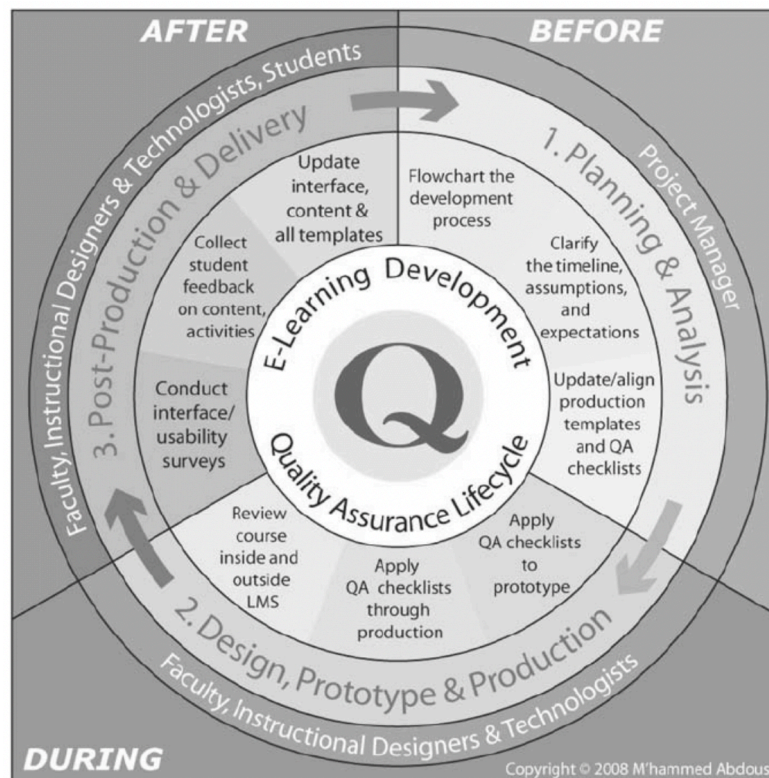 AFTER
BEFORE
Faculty, Instructional Designers & Technologists, Students
Project Manager
3. Post-Production & Delivery
1. Planning & Analysis
Update
interface,
content &
all templates
Flowchart the
development
process
Collect
student
feedback
on content,
activities
Clarify
the timeline,
assumptions,
and
expectations
E-Learning Development
Q
Quality Assurance Lifecycle
Conduct
interface/
usability
surveys
Update/align
production
templates
and QA
checklists
Review
course
inside and
outside
LMS
Apply
QA checklists
through
production
Apply
QA checklists
to
prototype
2. Design, Prototype & Production
Faculty, Instructional Designers & Technologists
DURING
Copyright © 2008 M'hammed Abdous